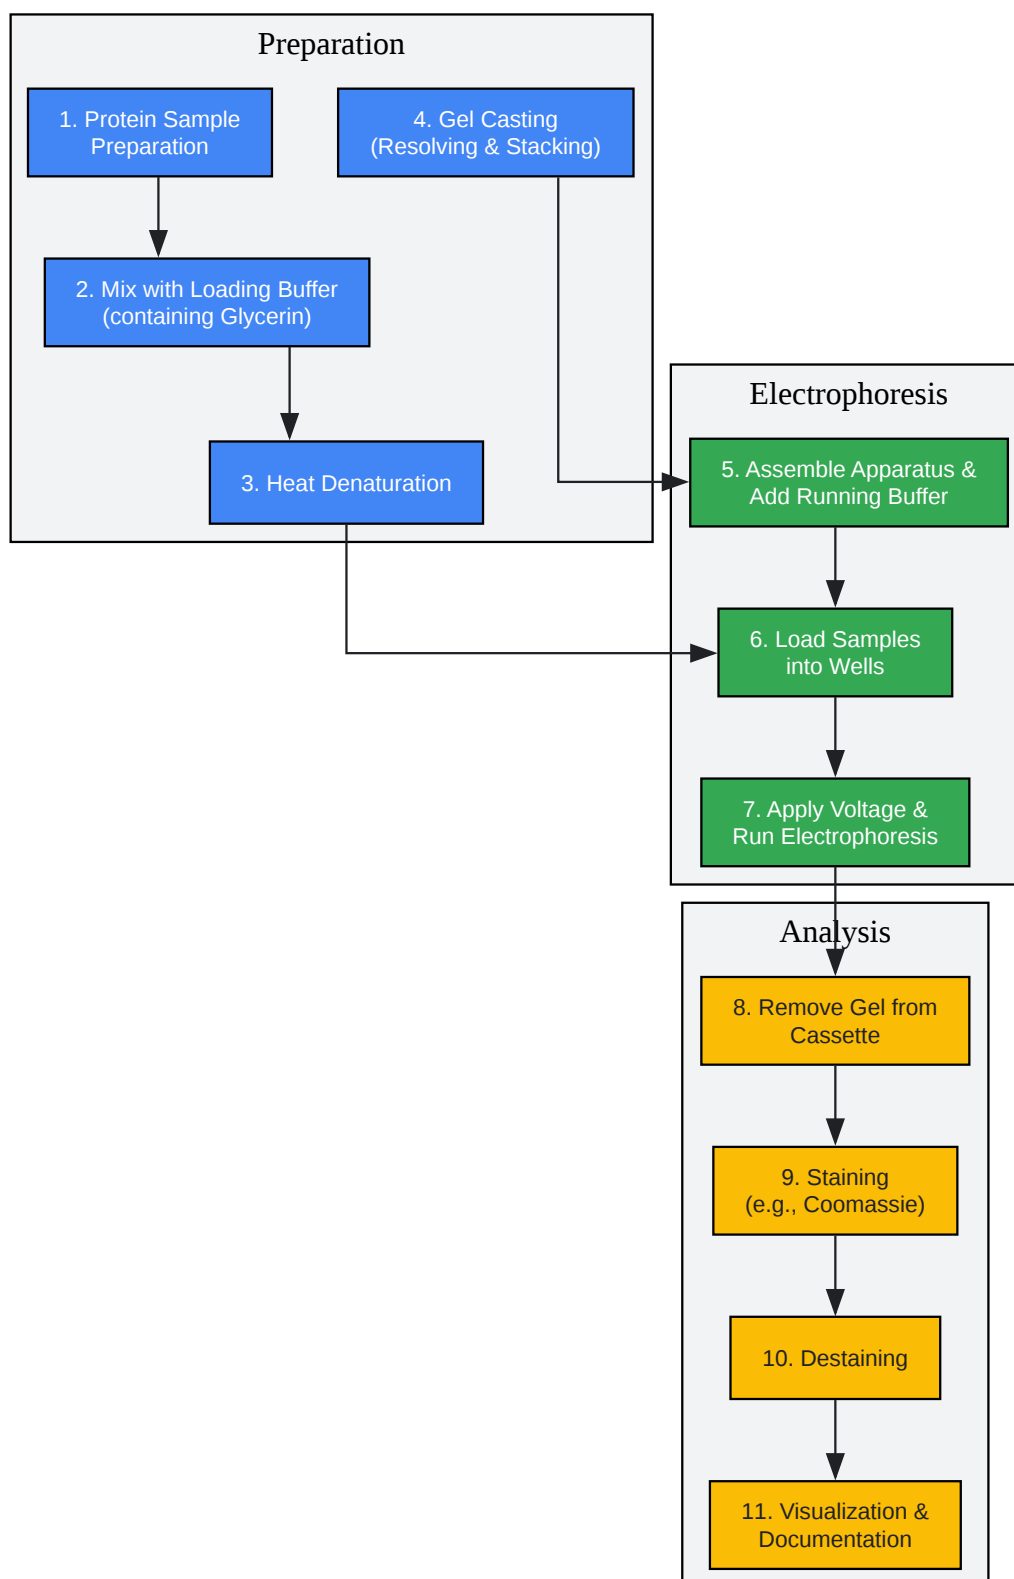 Preparation
1. Protein Sample
Preparation
4. Gel Casting
(Resolving & Stacking)
2. Mix with Loading Buffer
(containing Glycerin)
3. Heat Denaturation
Electrophoresis
5. Assemble Apparatus &
Add Running Buffer
6. Load Samples
into Wells
7. Apply Voltage &
Run Electrophoresis
Analysis
8. Remove Gel from
Cassette
9. Staining
(e.g., Coomassie)
10. Destaining
11. Visualization &
Documentation